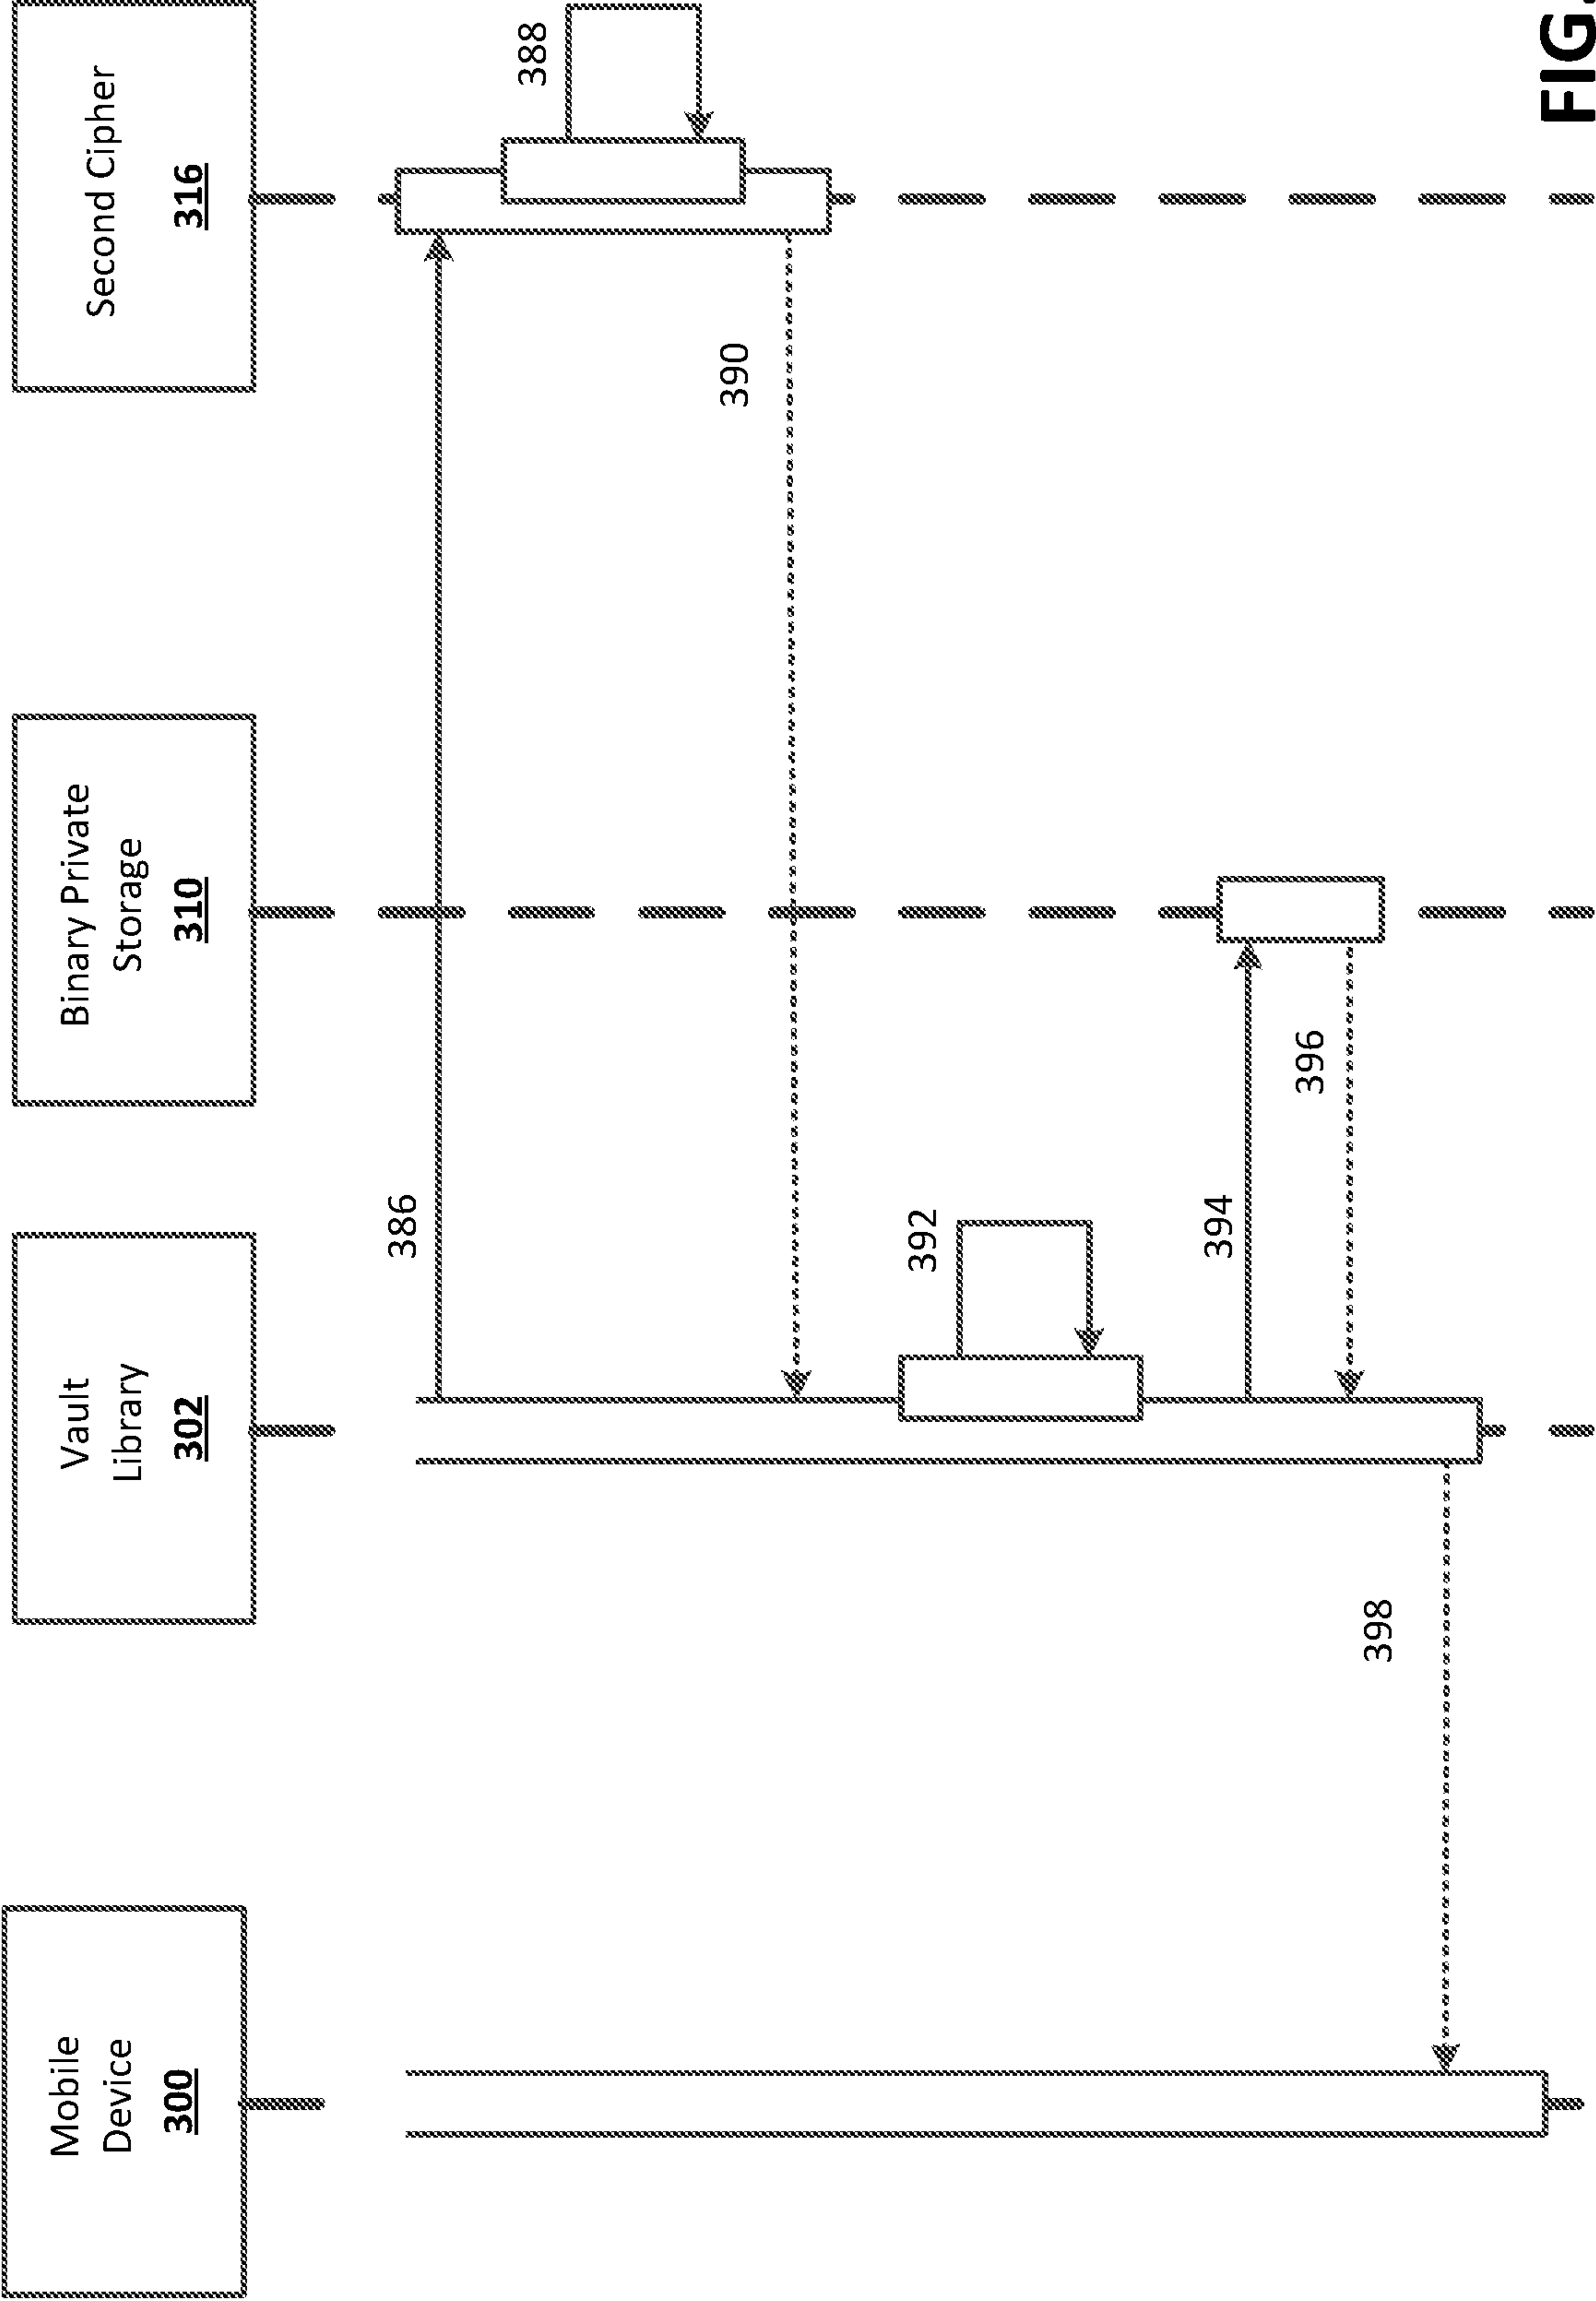 Mobile
Device
300
Vault
Library
302
Binary Private
Storage
310
Second Cipher
316
386
388
390
392
394
396
398
FIG.